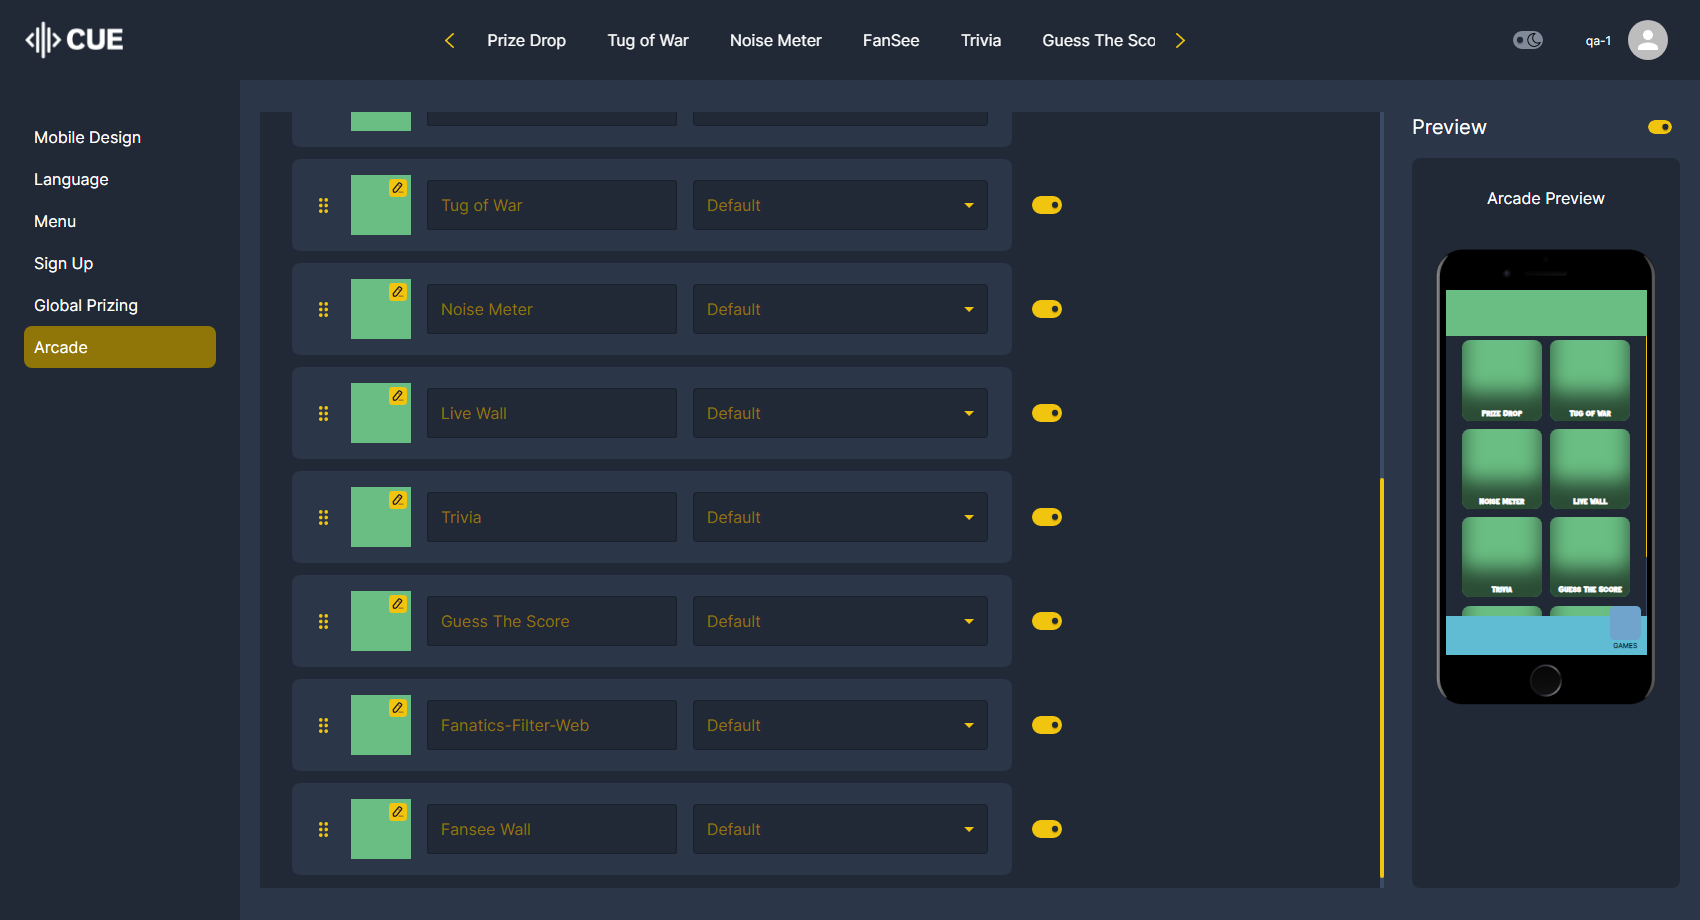 CUE
Prize Drop
Tug of War
Noise Meter
FanSee
Trivia
Guess The Sco
qa-1
Mobile Design
Language
Menu
Sign Up
Global Prizing
Arcade
Tug of War
Default
Noise Meter
Default
Live Wall
Default
Trivia
Default
Guess The Score
Default
Fanatics-Filter-Web
Default
Fansee Wall
Default
Preview
Arcade Preview
Prize Drop
Tug of War
Noise Meter
Live Wall
Trivia
Guess The Score
GAMES